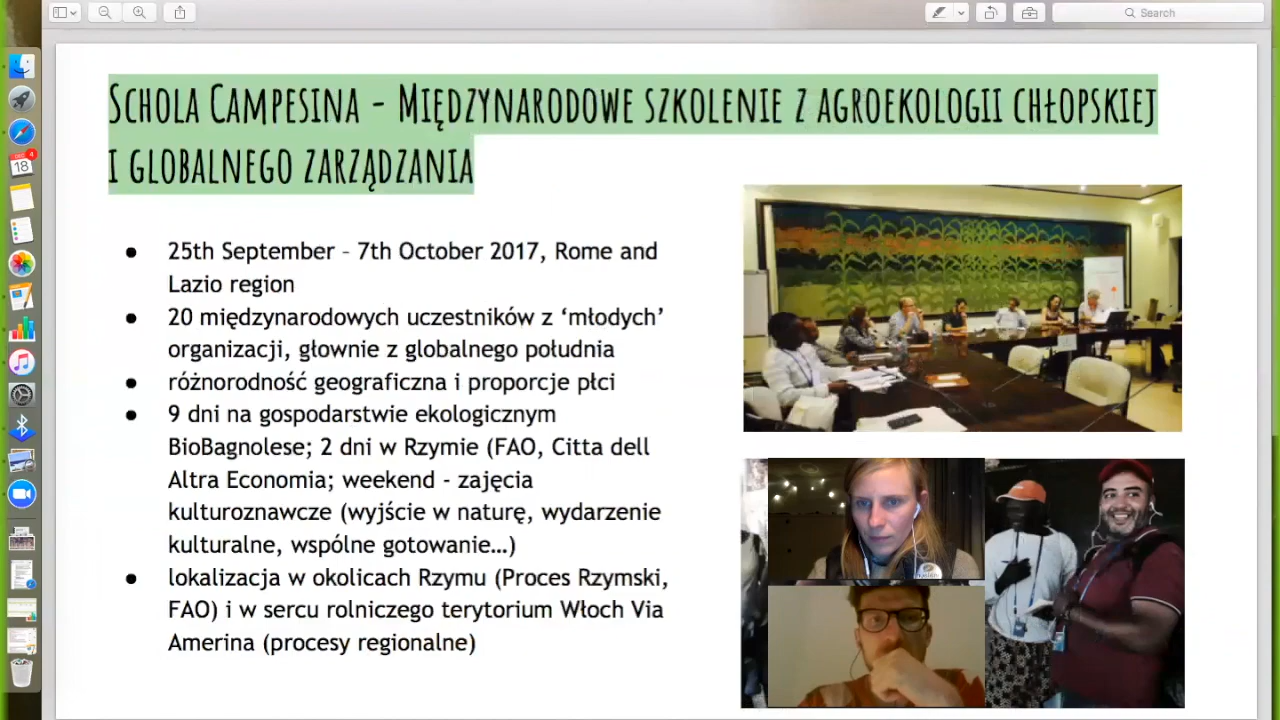 Search
Schola Campesina - Międzynarodowe szkolenie z agroekologii chłopskiej
i globalnego zarządzania
● 25th September – 7th October 2017, Rome and
Lazio region
● 20 międzynarodowych uczestników z ‘młodych’
organizacji, głownie z globalnego południa
● różnorodność geograficzna i proporcje płci
● 9 dni na gospodarstwie ekologicznym
BioBagnolese; 2 dni w Rzymie (FAO, Citta dell
Altra Economia; weekend - zajęcia
kulturoznawcze (wyjście w naturę, wydarzenie
kulturalne, wspólne gotowanie…)
● lokalizacja w okolicach Rzymu (Proces Rzymski,
FAO) i w sercu rolniczego terytorium Włoch Via
Amerina (procesy regionalne)
18
4